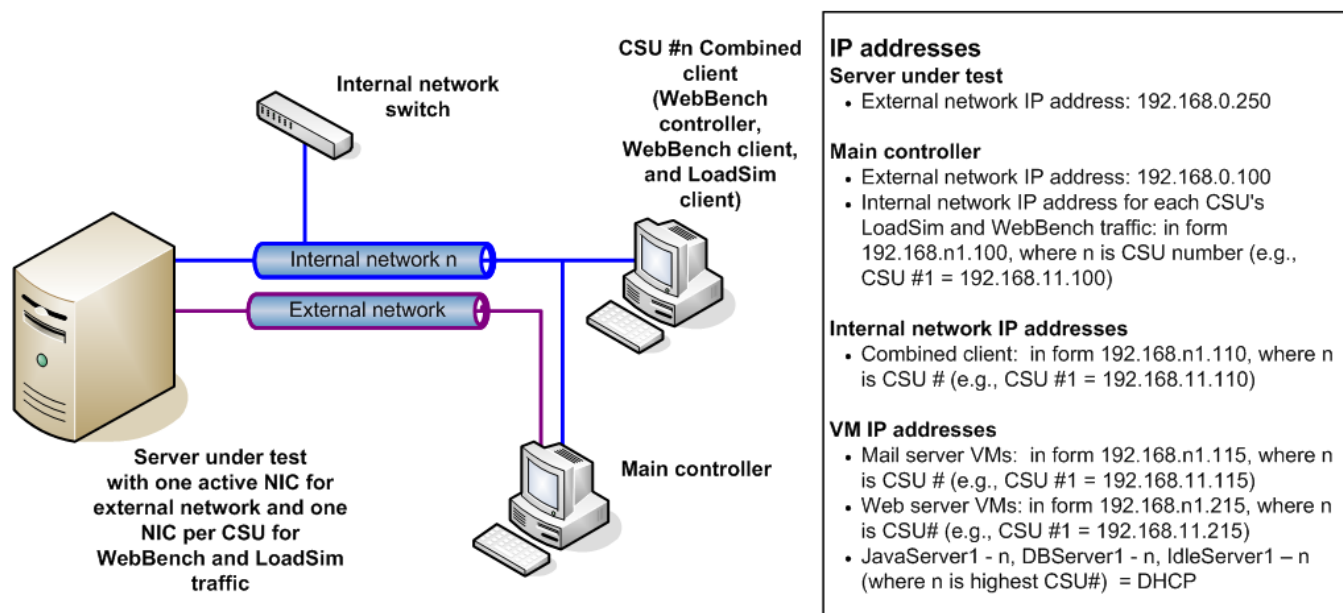 Internal network
switch
CSU #n Combined
client
(WebBench
controller,
WebBench client,
and LoadSim
client)
Internal network n
External network
Main controller
Server under test
with one active NIC for
external network and one
NIC per CSU for
WebBench and LoadSim
traffic
IP addresses
Server under test
• External network IP address: 192.168.0.250
Main controller
• External network IP address: 192.168.0.100
• Internal network IP address for each CSU's
LoadSim and WebBench traffic: in form
192.168.n1.100, where n is CSU number (e.g.,
CSU #1 = 192.168.11.100)
Internal network IP addresses
• Combined client:  in form 192.168.n1.110, where n
is CSU # (e.g., CSU #1 = 192.168.11.110)
VM IP addresses
• Mail server VMs:  in form 192.168.n1.115, where n
is CSU # (e.g., CSU #1 = 192.168.11.115)
• Web server VMs: in form 192.168.n1.215, where n
is CSU# (e.g., CSU #1 = 192.168.11.215)
• JavaServer1 - n, DBServer1 - n, IdleServer1 – n
(where n is highest CSU#)  = DHCP